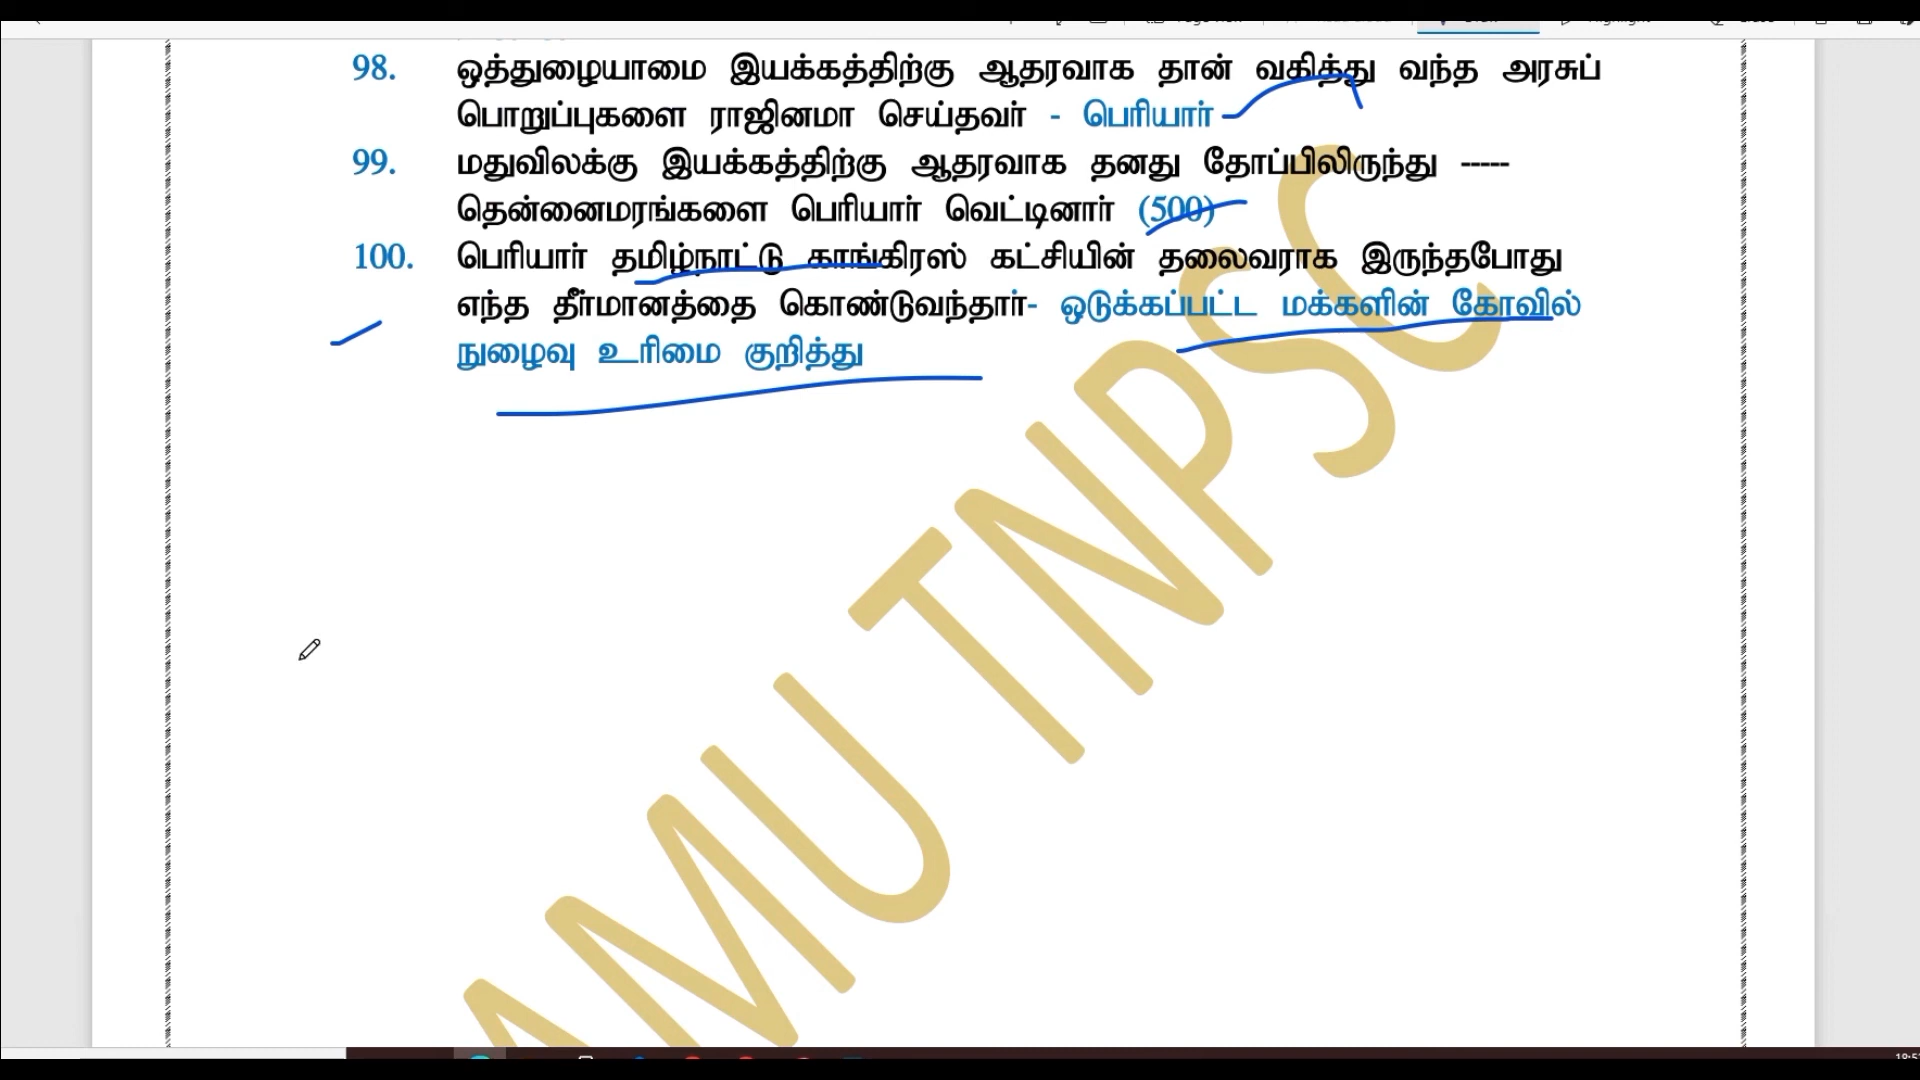 98. ஒத்துழையாமை இயக்கத்திற்கு ஆதரவாக தான் வகித்து வந்த அரசுப்
பொறுப்புகளை ராஜினமா செய்தவர் - பெரியார்
99. மதுவிலக்கு இயக்கத்திற்கு ஆதரவாக தனது தோப்பிலிருந்து -----
தென்னைமரங்களை பெரியார் வெட்டினார் (500)
100. பெரியார் தமிழ்நாட்டு காங்கிரஸ் கட்சியின் தலைவராக இருந்தபோது
எந்த தீர்மானத்தை கொண்டுவந்தார்- ஒடுக்கப்பட்ட மக்களின் கோவில்
நுழைவு உரிமை குறித்து
AMU TNPSC